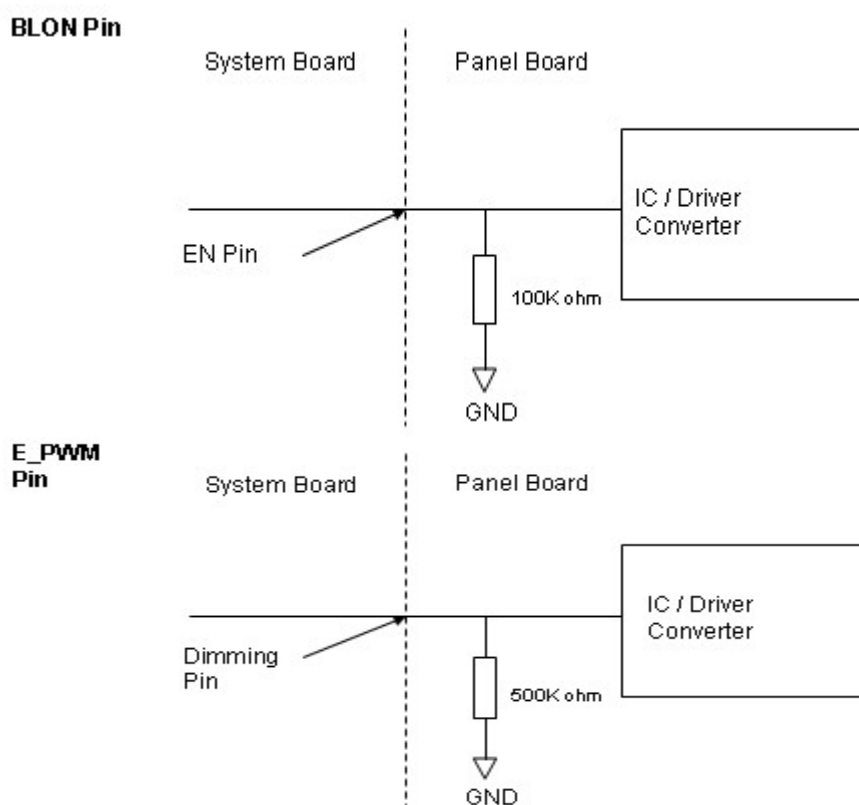 BLON Pin
System Board
Panel Board
IC / Driver
Converter
EN Pin
100K ohm
GND
E_PWM
Pin
System Board
Panel Board
IC / Driver
Converter
Dimming
Pin
500K ohm
GND